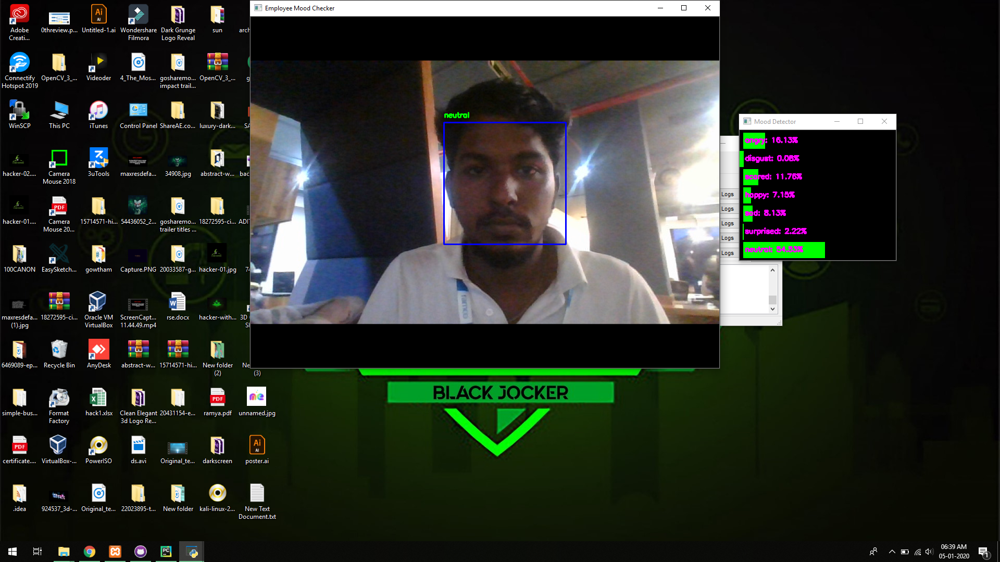 Employee Mood Checker
Adobe
Creati...
0threview.p...
Untitled-1.ai
Wondershare
Filmora
Dark Grunge
Logo Reveal
sun
arch
Connectify
Hotspot 2019
OpenCV_3_...
Videoder
4_The_Mos...
gosharemo...
impact trail...
OpenCV_3_...
g
WinSCP
This PC
iTunes
Control Panel
ShareAE.co...
luxury-dark...
SA
neutral
Mood Detector
angry: 16.13%
disgust: 0.08%
scared: 11.76%
happy: 7.15%
sad: 8.13%
surprised: 2.22%
neutral: 54.53%
hacker-02....
Camera
Mouse 2018
3uTools
maxresdefa...
34908.jpg
abstract-w...
bac
Logs
Logs
Logs
Logs
Logs
hacker-01....
Camera
Mouse 20...
15714571-hi...
54436052_2...
gosharemo...
trailer titles ...
18272595-ci...
ADI
100CANON
EasySketch...
gowtham
Capture.PNG
20033587-g...
hacker-01.jpg
74
maxresdefa...
(1).jpg
18272595-ci...
Oracle VM
VirtualBox
ScreenCapt...
11.44.49.mp4
rse.docx
hacker-with...
3D
6469089-ep...
Recycle Bin
AnyDesk
abstract-w...
15714571-hi...
New folder
(2)
Ne
(3)
BLACK JOCKER
simple-bus...
Format
Factory
hack1.xlsx
Clean Elegant
3d Logo Re...
20431154-e...
ramya.pdf
unnamed.jpg
certificate....
VirtualBox-...
PowerISO
ds.avi
Original_te...
darkscreen
poster.ai
.idea
924537_3d-...
Original_te...
22023895-t...
New folder
kali-linux-2...
New Text
Document.txt
06:39 AM
05-01-2020
1